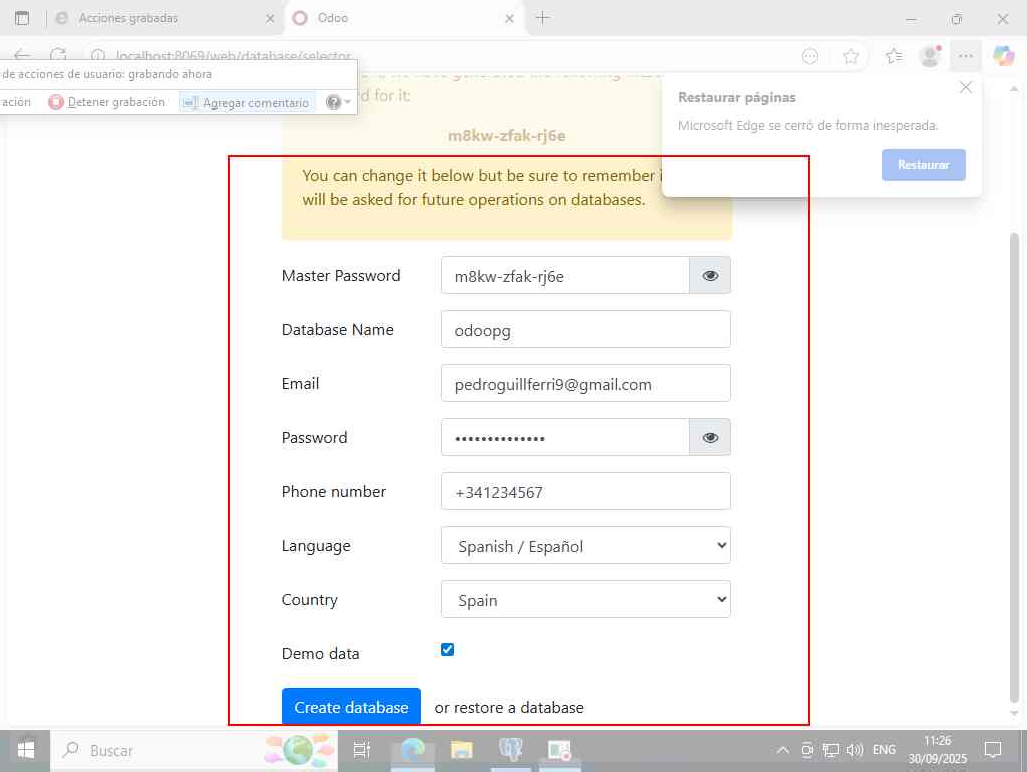 Acciones grabadas
Odoo
localhost:8069/web/database/selector
de acciones de usuario: grabando ahora
ación Detener grabación Agregar comentario
rd for it:
m8kw-zfak-rj6e
Restaurar páginas
Microsoft Edge se cerró de forma inesperada.
Restaurar
You can change it below but be sure to remember
will be asked for future operations on databases.
Master Password m8kw-zfak-rj6e
Database Name odoopg
Email pedroguillferri9@gmail.com
Password ••••••••••••••
Phone number +341234567
Language Spanish / Español
Country Spain
Demo data
Create database or restore a database
Buscar
ENG
11:26
30/09/2025